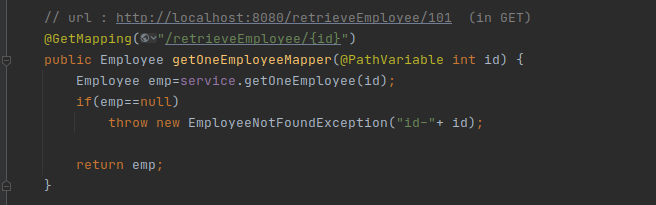 // url : http://localhost:8080/retrieveEmployee/101  (in GET)
@GetMapping("/retrieveEmployee/{id}")
public Employee getOneEmployeeMapper(@PathVariable int id) {
    Employee emp=service.getOneEmployee(id);
    if(emp==null)
        throw new EmployeeNotFoundException("id-"+ id);
    return emp;
}